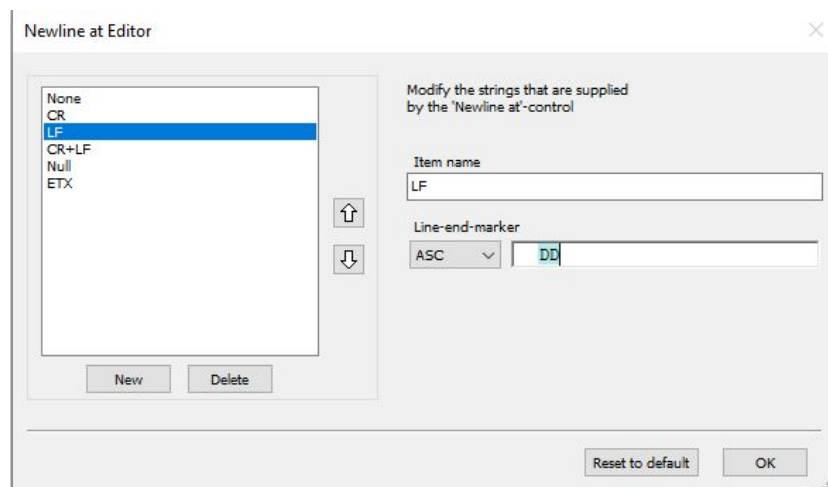 Newline at Editor
None
CR
LF
CR+LF
Null
ETX
New
Delete
Modify the strings that are supplied
by the 'Newline at'-control
Item name
LF
Line-end-marker
ASC
DD
Reset to default
OK